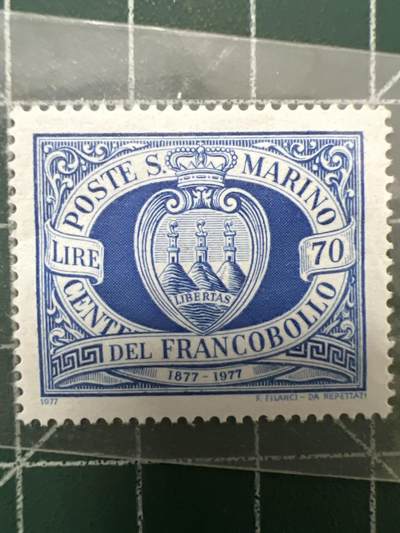 POSTE S. MARINO
LIRE 70
LIBERTAS
CENTE
DEL FRANCOBOLLO
1877-1977
1977 F. FILANCI - DA REPETTATI